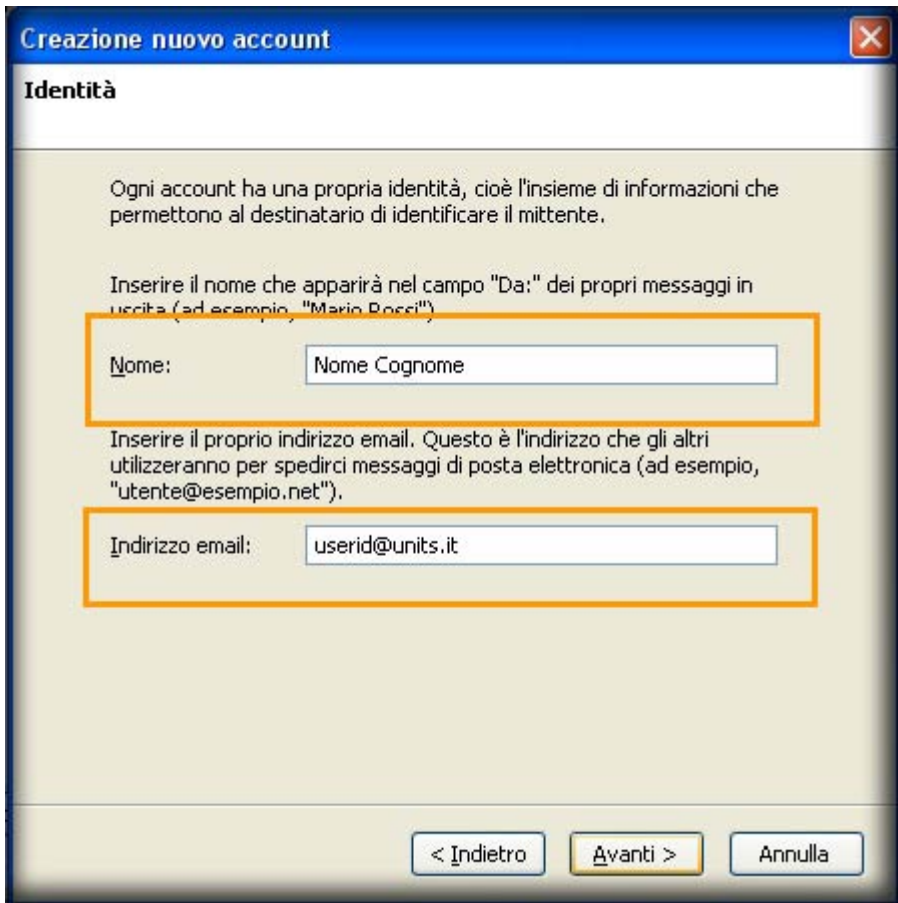 Creazione nuovo account
Identità
Ogni account ha una propria identità, cioè l'insieme di informazioni che
permettono al destinatario di identificare il mittente.
Inserire il nome che apparirà nel campo "Da:" dei propri messaggi in
uscita (ad esempio, "Mario Rossi")
Nome: Nome Cognome
Inserire il proprio indirizzo email. Questo è l'indirizzo che gli altri
utilizzeranno per spedirci messaggi di posta elettronica (ad esempio,
"utente@esempio.net").
Indirizzo email: userid@units.it
< Indietro Avanti > Annulla